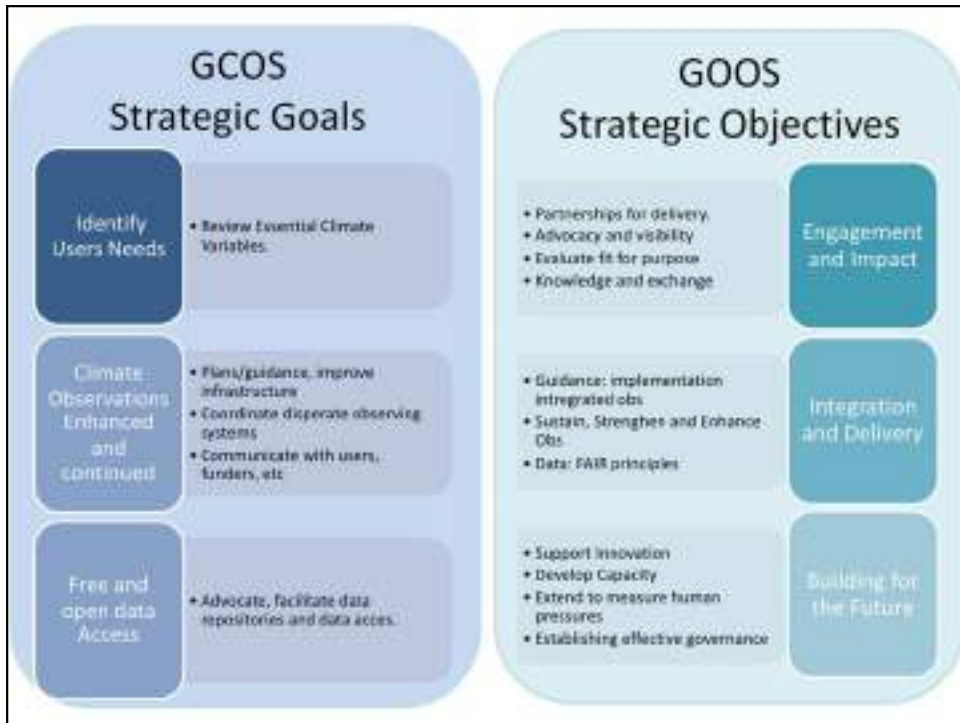 GCOS
Strategic Goals
Identify
Users Needs
• Review Essential Climate
Variables.
Climate
Observations
Enhanced
and
continued
• Plans/guidance, improve
infrastructure
• Coordinate disperate observing
systems
• Communicate with users,
funders, etc
Free and
open data
Access
• Advocate, facilitate data
repositories and data acces.
GOOS
Strategic Objectives
• Partnerships for delivery.
• Advocacy and visibility
• Evaluate fit for purpose
• Knowledge and exchange
Engagement
and Impact
• Guidance: implementation
intregrated obs
• Sustain, Strenghen and Enhance
Obs
• Data: FAIR principles
Integration
and Delivery
• Support Innovation
• Develop Capacity
• Extend to measure human
pressures
• Establishing effective governance
Building for
the Future